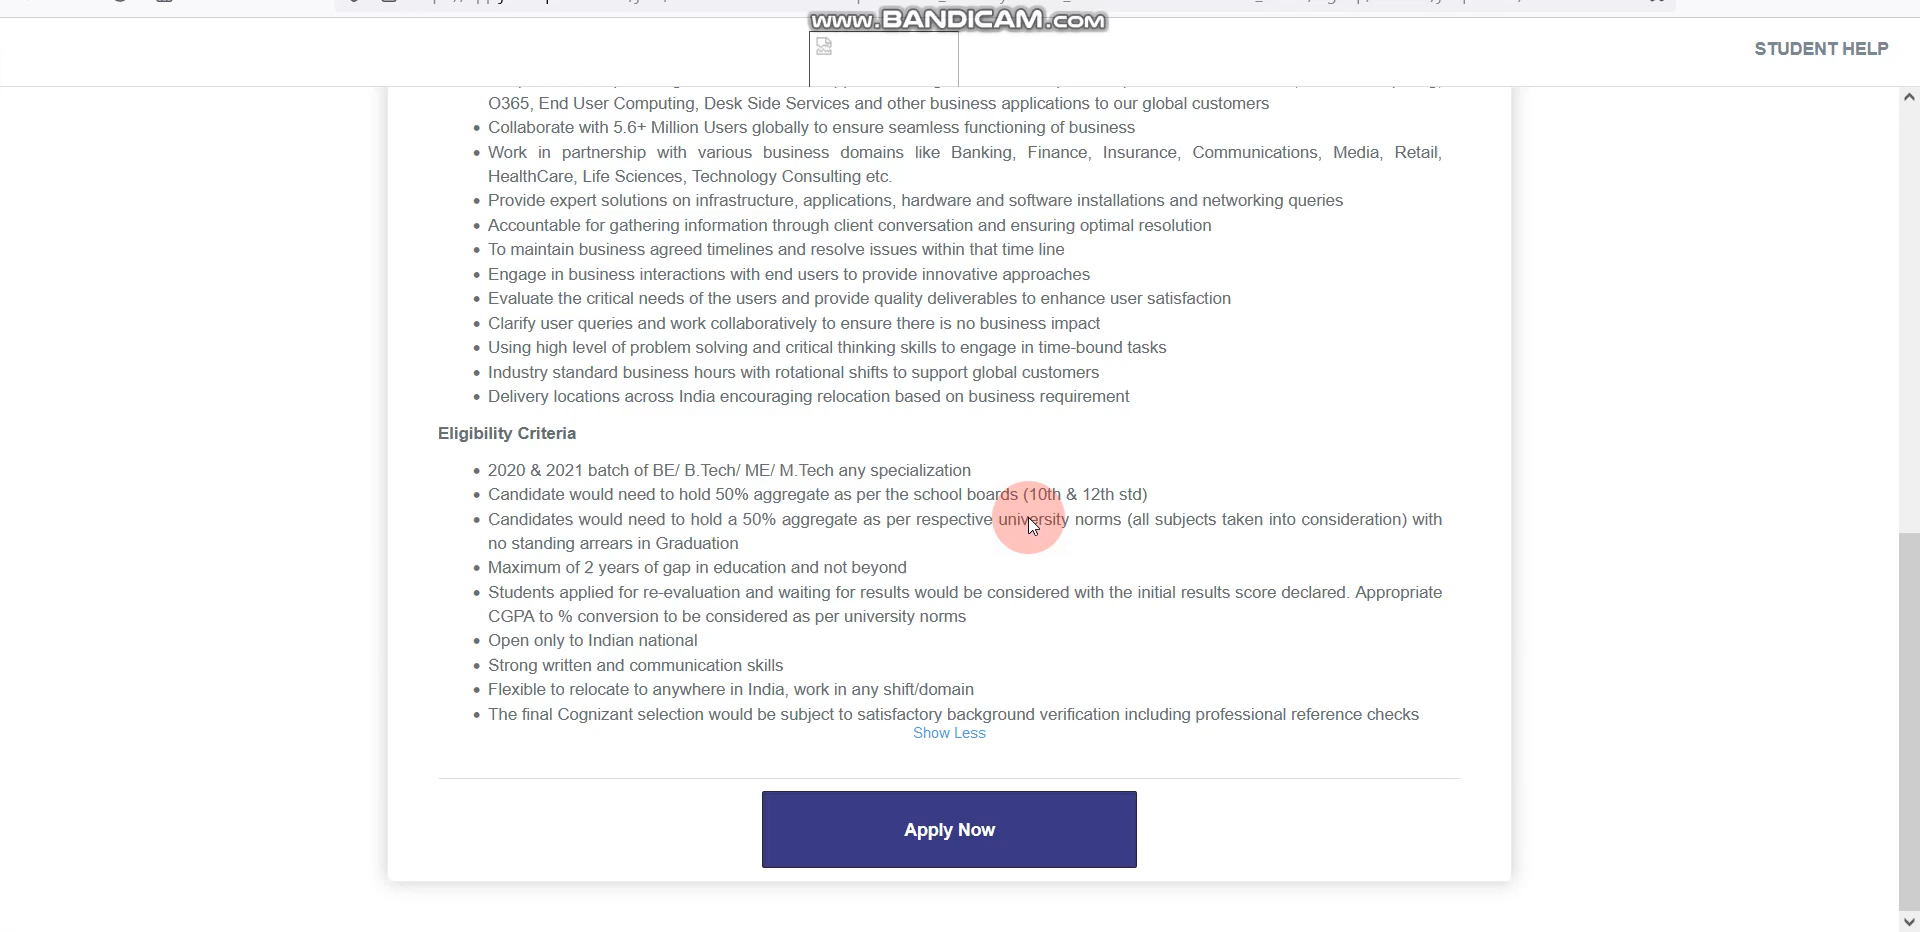 www.BANDICAM.com
STUDENT HELP
O365, End User Computing, Desk Side Services and other business applications to our global customers
• Collaborate with 5.6+ Million Users globally to ensure seamless functioning of business
• Work in partnership with various business domains like Banking, Finance, Insurance, Communications, Media, Retail,
HealthCare, Life Sciences, Technology Consulting etc.
• Provide expert solutions on infrastructure, applications, hardware and software installations and networking queries
• Accountable for gathering information through client conversation and ensuring optimal resolution
• To maintain business agreed timelines and resolve issues within that time line
• Engage in business interactions with end users to provide innovative approaches
• Evaluate the critical needs of the users and provide quality deliverables to enhance user satisfaction
• Clarify user queries and work collaboratively to ensure there is no business impact
• Using high level of problem solving and critical thinking skills to engage in time-bound tasks
• Industry standard business hours with rotational shifts to support global customers
• Delivery locations across India encouraging relocation based on business requirement
Eligibility Criteria
• 2020 & 2021 batch of BE/ B.Tech/ ME/ M.Tech any specialization
• Candidate would need to hold 50% aggregate as per the school boards (10th & 12th std)
• Candidates would need to hold a 50% aggregate as per respective university norms (all subjects taken into consideration) with
no standing arrears in Graduation
• Maximum of 2 years of gap in education and not beyond
• Students applied for re-evaluation and waiting for results would be considered with the initial results score declared. Appropriate
CGPA to % conversion to be considered as per university norms
• Open only to Indian national
• Strong written and communication skills
• Flexible to relocate to anywhere in India, work in any shift/domain
• The final Cognizant selection would be subject to satisfactory background verification including professional reference checks
Show Less
Apply Now